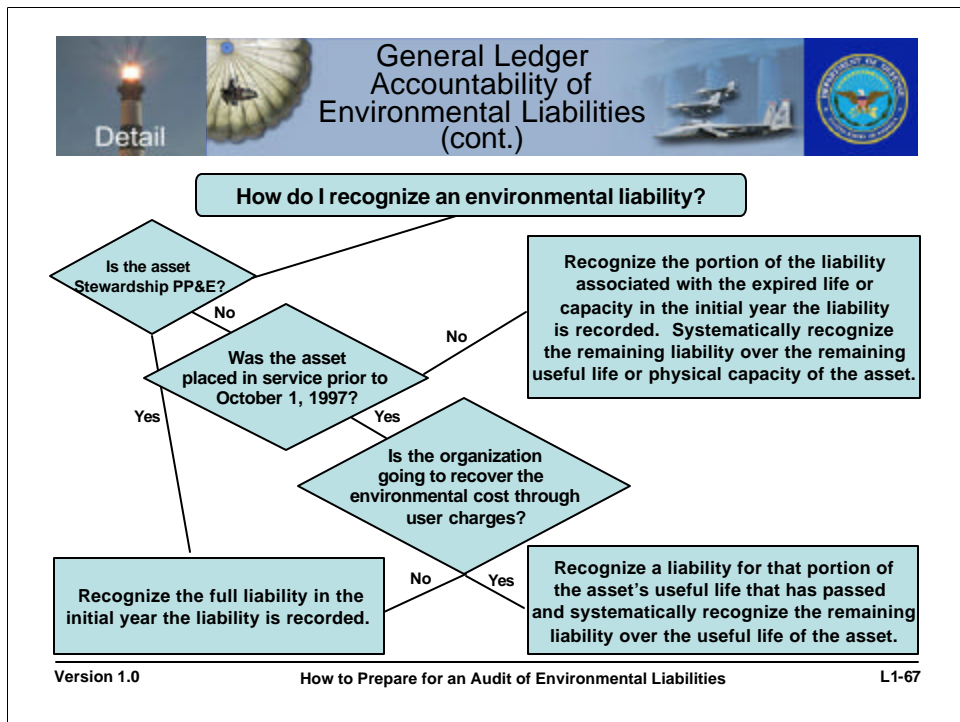 Detail
General Ledger
Accountability of
Environmental Liabilities
(cont.)
DEPARTMENT OF DEFENSE
UNITED STATES OF AMERICA
How do I recognize an environmental liability?
Is the asset
Stewardship PP&E?
No
Yes
Was the asset
placed in service prior to
October 1, 1997?
No
Yes
Recognize the portion of the liability
associated with the expired life or
capacity in the initial year the liability
is recorded.  Systematically recognize
the remaining liability over the remaining
useful life or physical capacity of the asset.
Is the organization
going to recover the
environmental cost through
user charges?
No
Yes
Recognize the full liability in the
initial year the liability is recorded.
Recognize a liability for that portion of
the asset's useful life that has passed
and systematically recognize the remaining
liability over the useful life of the asset.
Version 1.0
How to Prepare for an Audit of Environmental Liabilities
L1-67